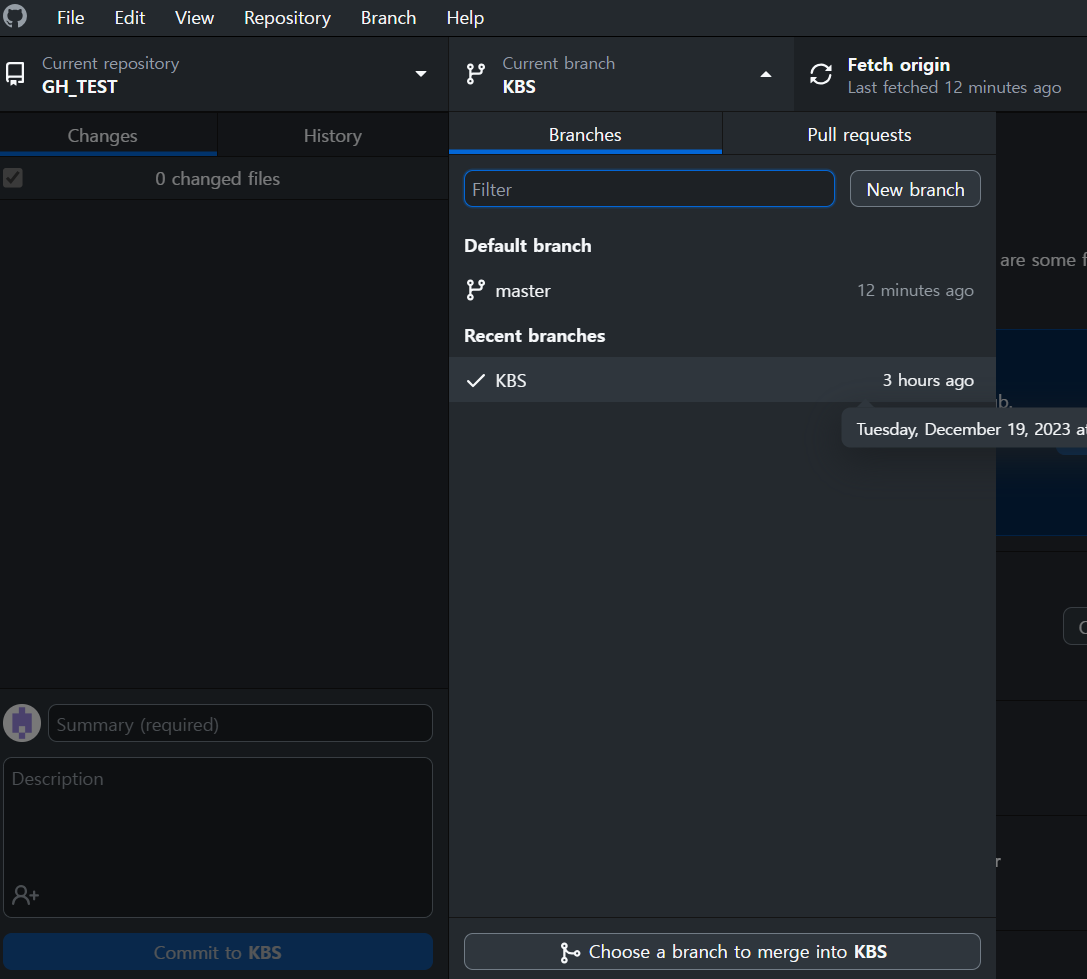 File Edit View Repository Branch Help
Current repository
GH_TEST
Current branch
KBS
Fetch origin
Last fetched 12 minutes ago
Changes History
0 changed files
Branches Pull requests
Filter
New branch
Default branch
master 12 minutes ago
Recent branches
KBS 3 hours ago
Tuesday, December 19, 2023
are some
Summary (required)
Description
Commit to KBS
Choose a branch to merge into KBS